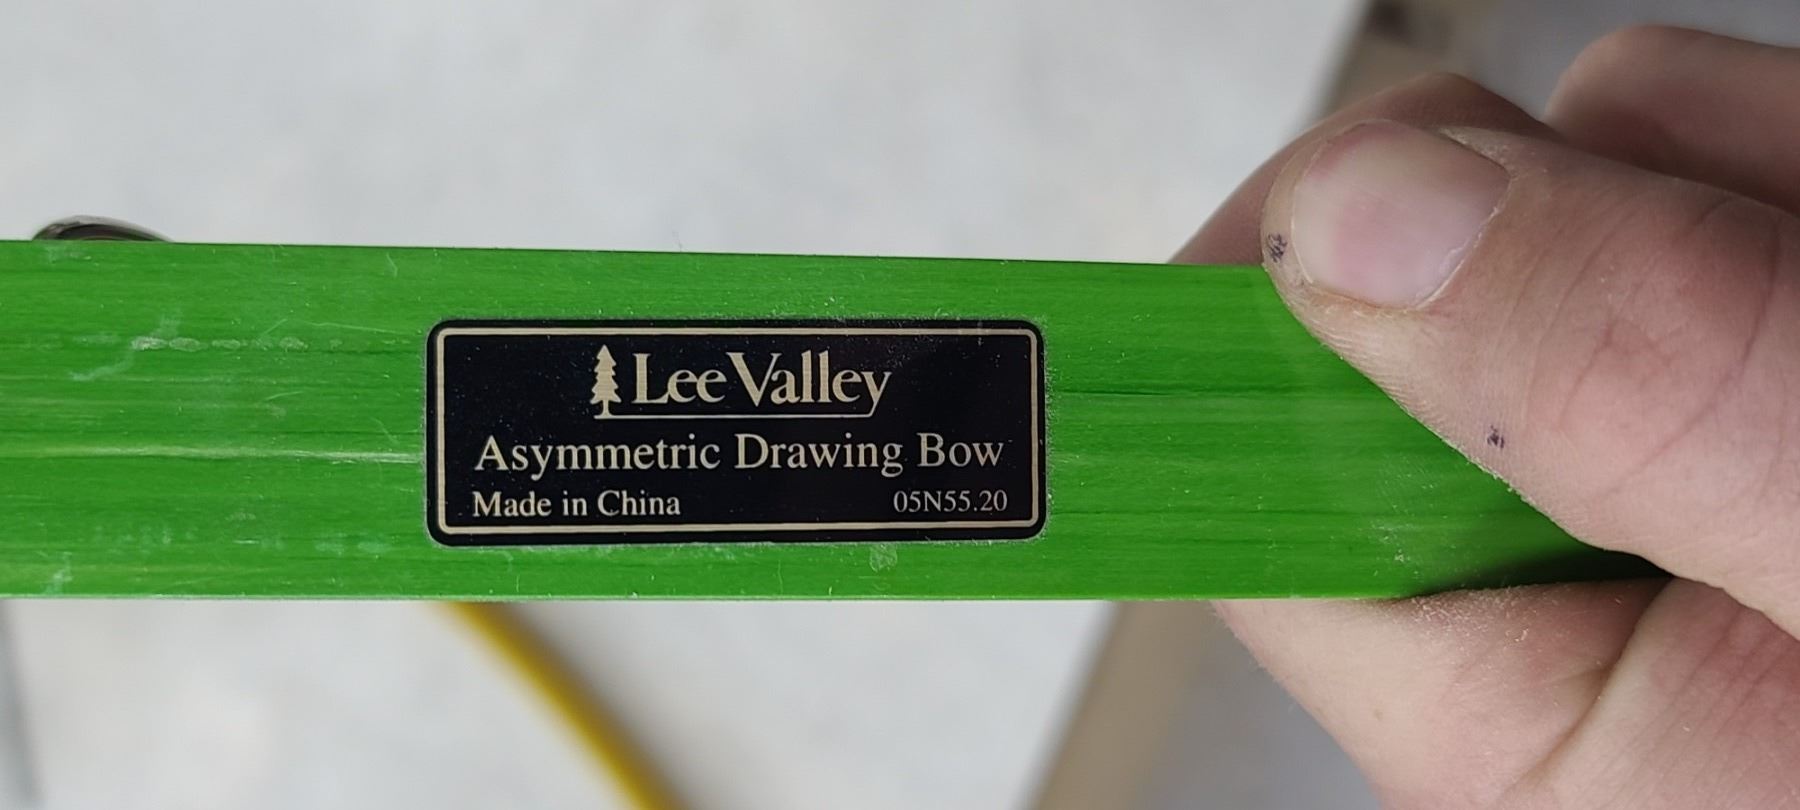 Lee Valley
Asymmetric Drawing Bow
Made in China 05N55.20